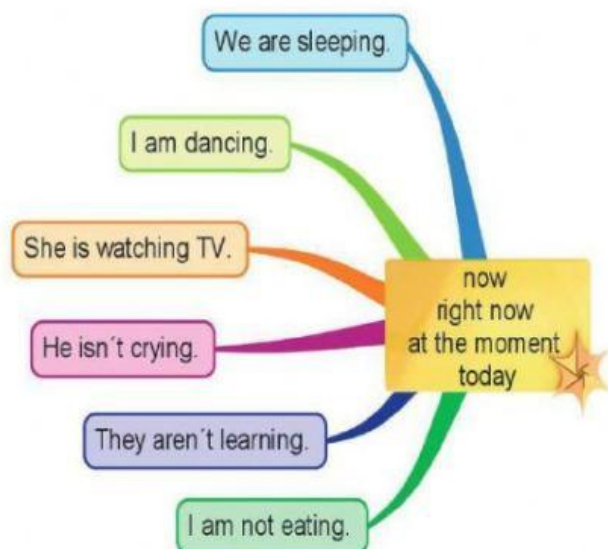 We are sleeping.
I am dancing.
She is watching TV.
now
right now
at the moment
today
He isn´t crying.
They aren´t learning.
I am not eating.